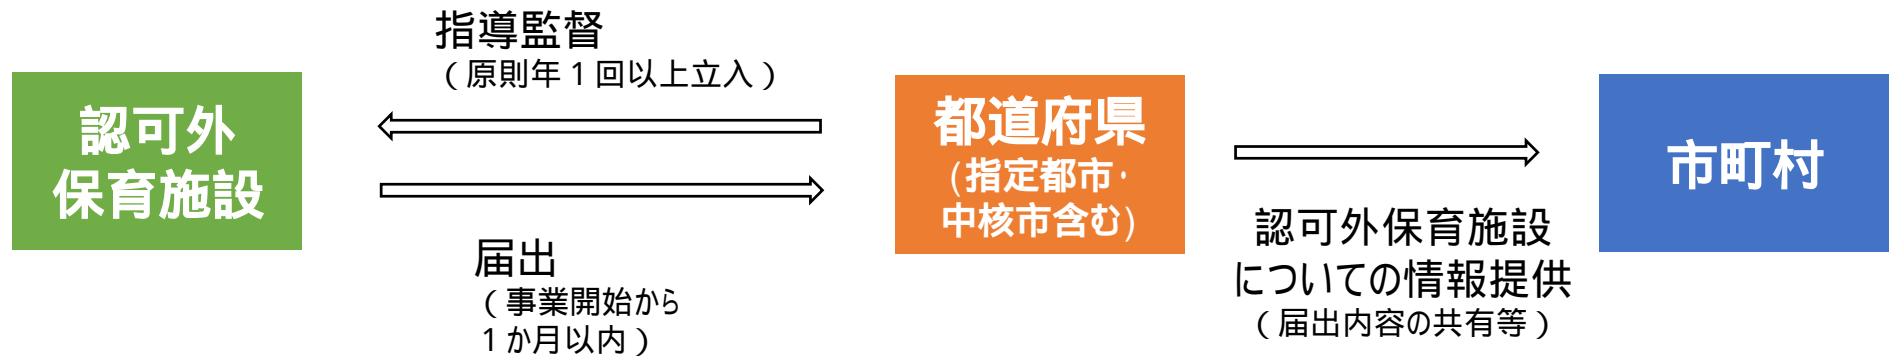 指導監督
（原則年１回以上立入）
認可外
保育施設
届出
（事業開始から
１か月以内）
都道府県
(指定都市・
中核市含む)
認可外保育施設
についての情報提供
（届出内容の共有等）
市町村